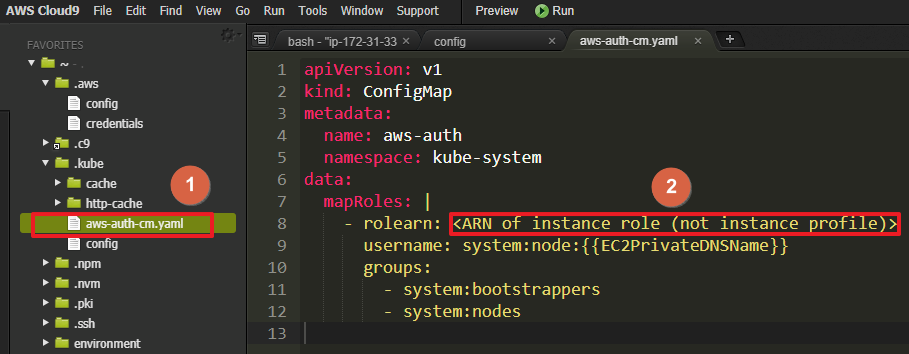 AWS Cloud9 File Edit Find View Go Run Tools Window Support Preview Run
FAVORITES
~
.aws
config
credentials
.c9
.kube
cache
http-cache
aws-auth-cm.yaml
config
.npm
.nvm
.pki
.ssh
environment
1
bash - "ip-172-31-33 config aws-auth-cm.yaml
1 apiVersion: v1
2 kind: ConfigMap
3 metadata:
4 name: aws-auth
5 namespace: kube-system
6 data:
7 mapRoles: |
2
8 - rolearn: <ARN of instance role (not instance profile)>
9 username: system:node:{{EC2PrivateDNSName}}
10 groups:
11 - system:bootstrappers
12 - system:nodes
13